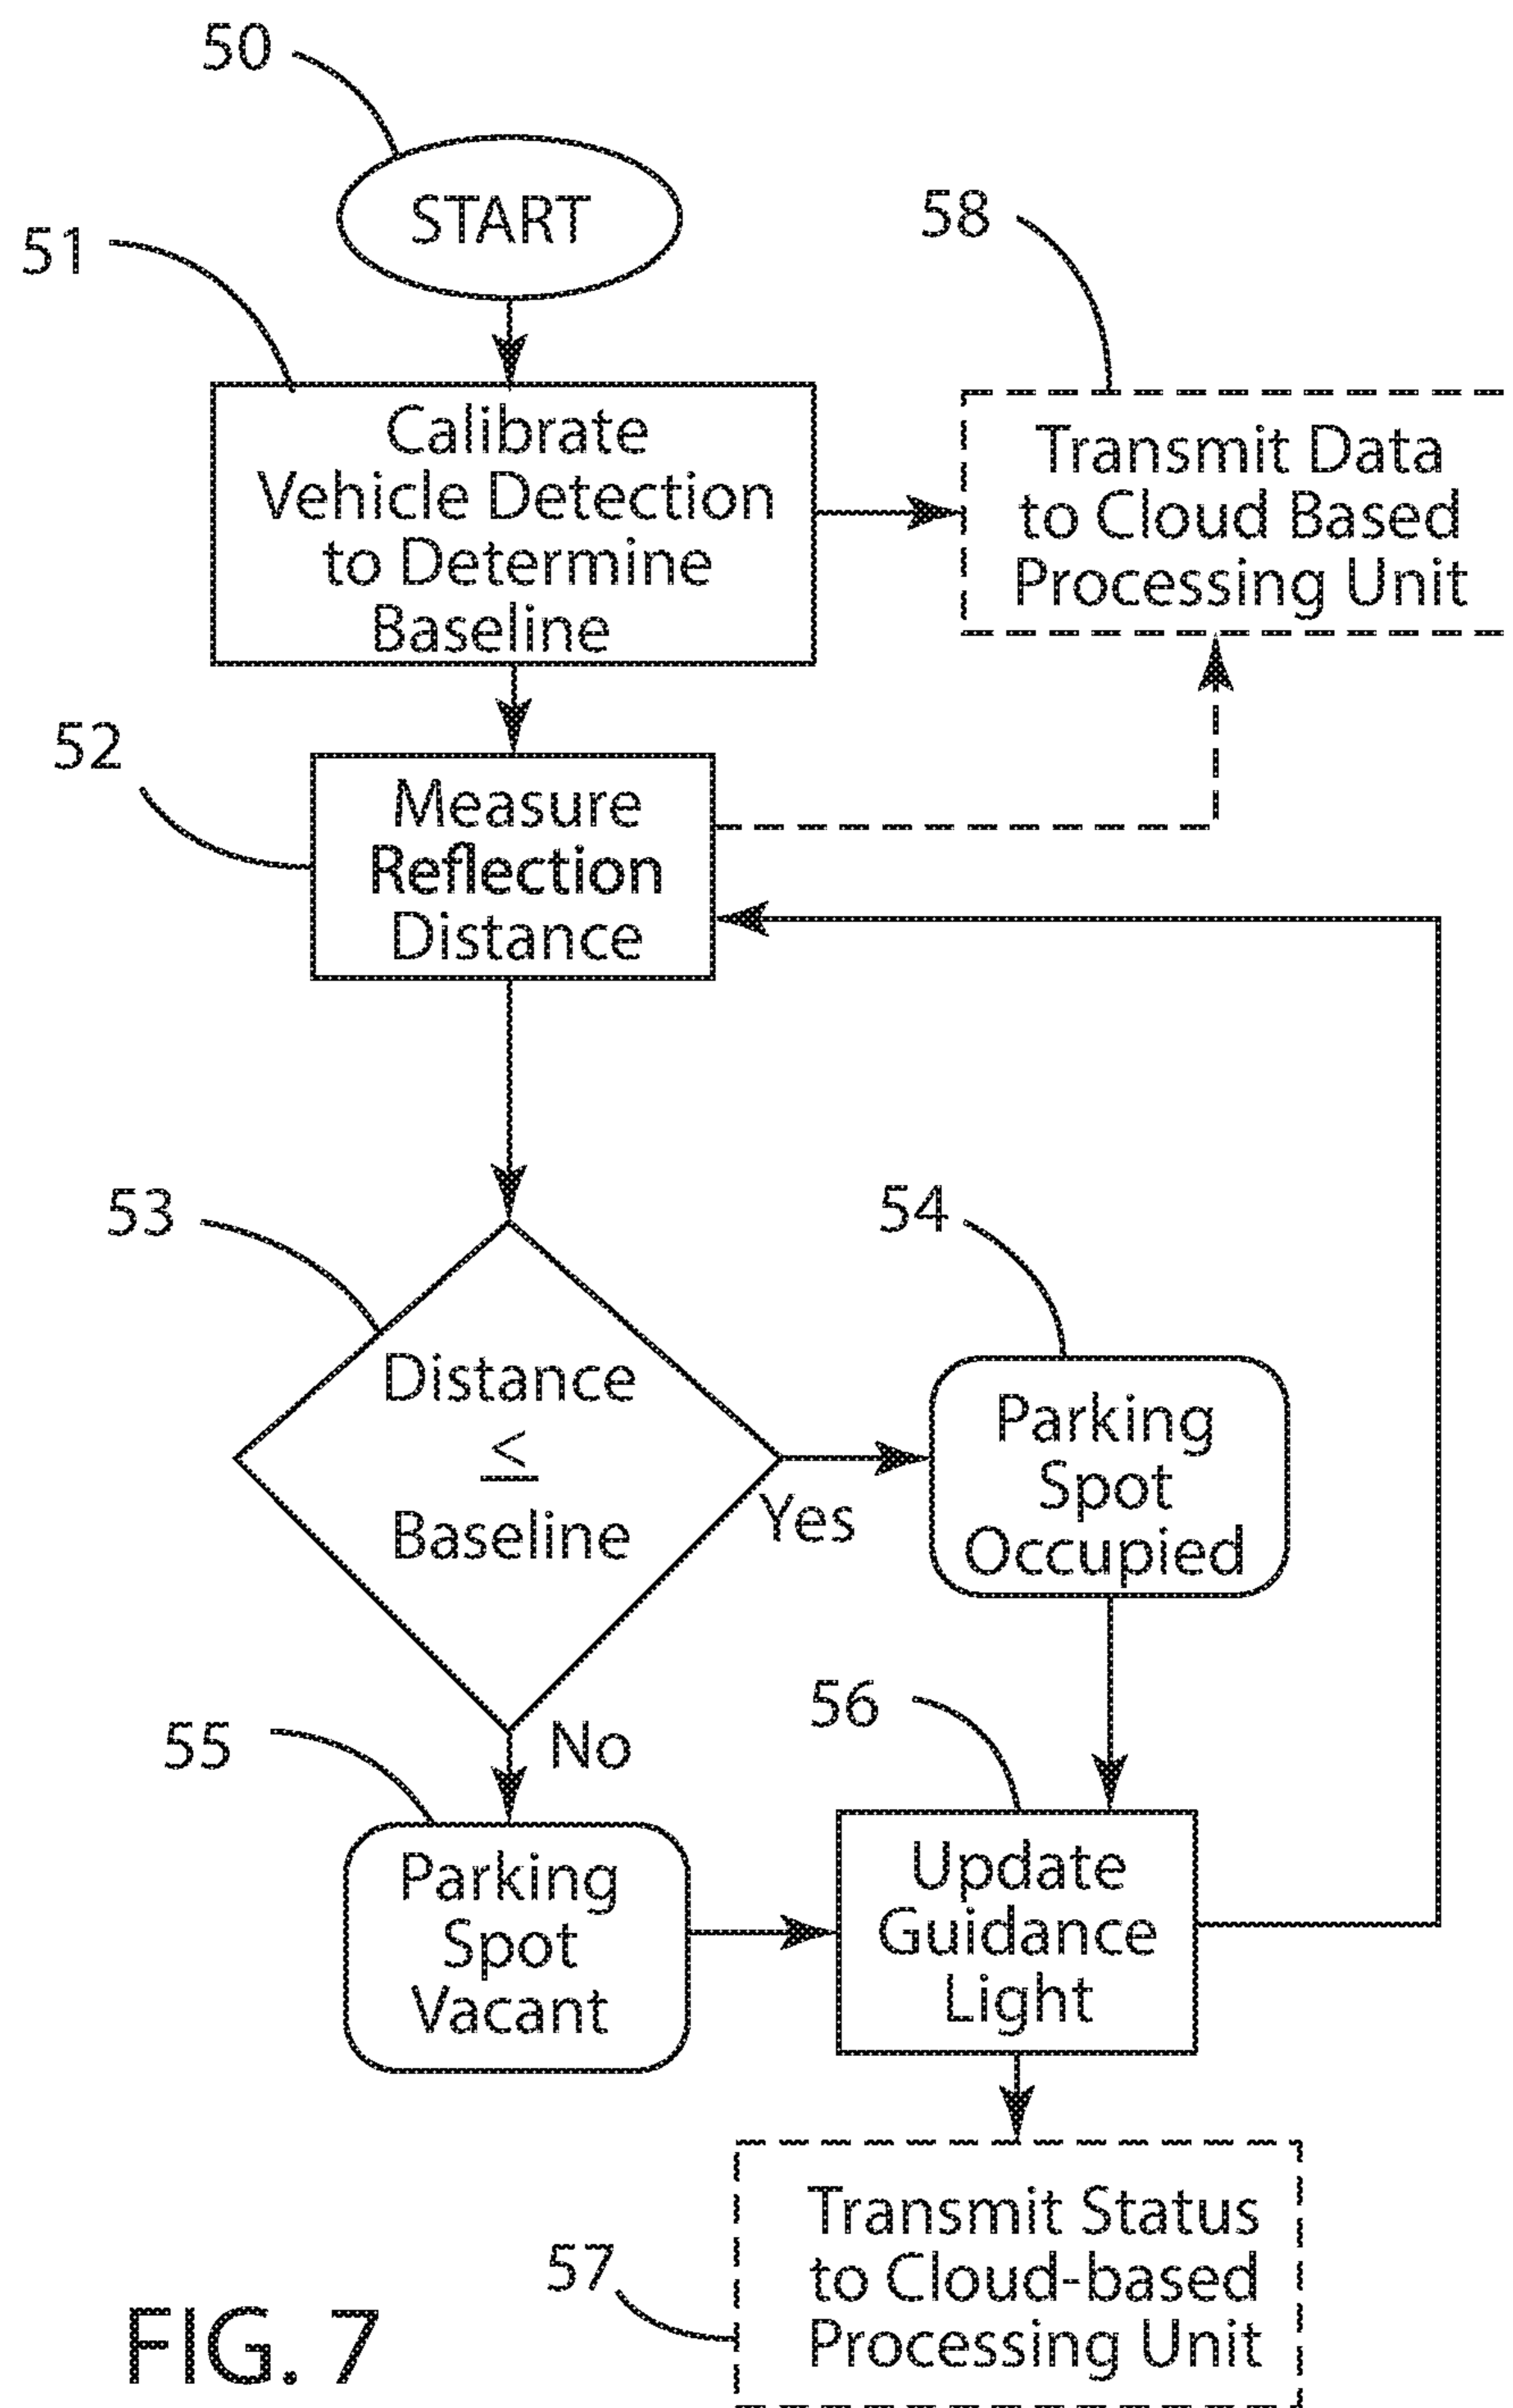 50
START
51
58
Calibrate
Vehicle Detection
to Determine
Baseline
Transmit Data
to Cloud Based
Processing Unit
52
Measure
Reflection
Distance
53
54
Distance
≤
Baseline
Yes
Parking
Spot
Occupied
55
No
56
Parking
Spot
Vacant
Update
Guidance
Light
57
Transmit Status
to Cloud-based
Processing Unit
FIG. 7